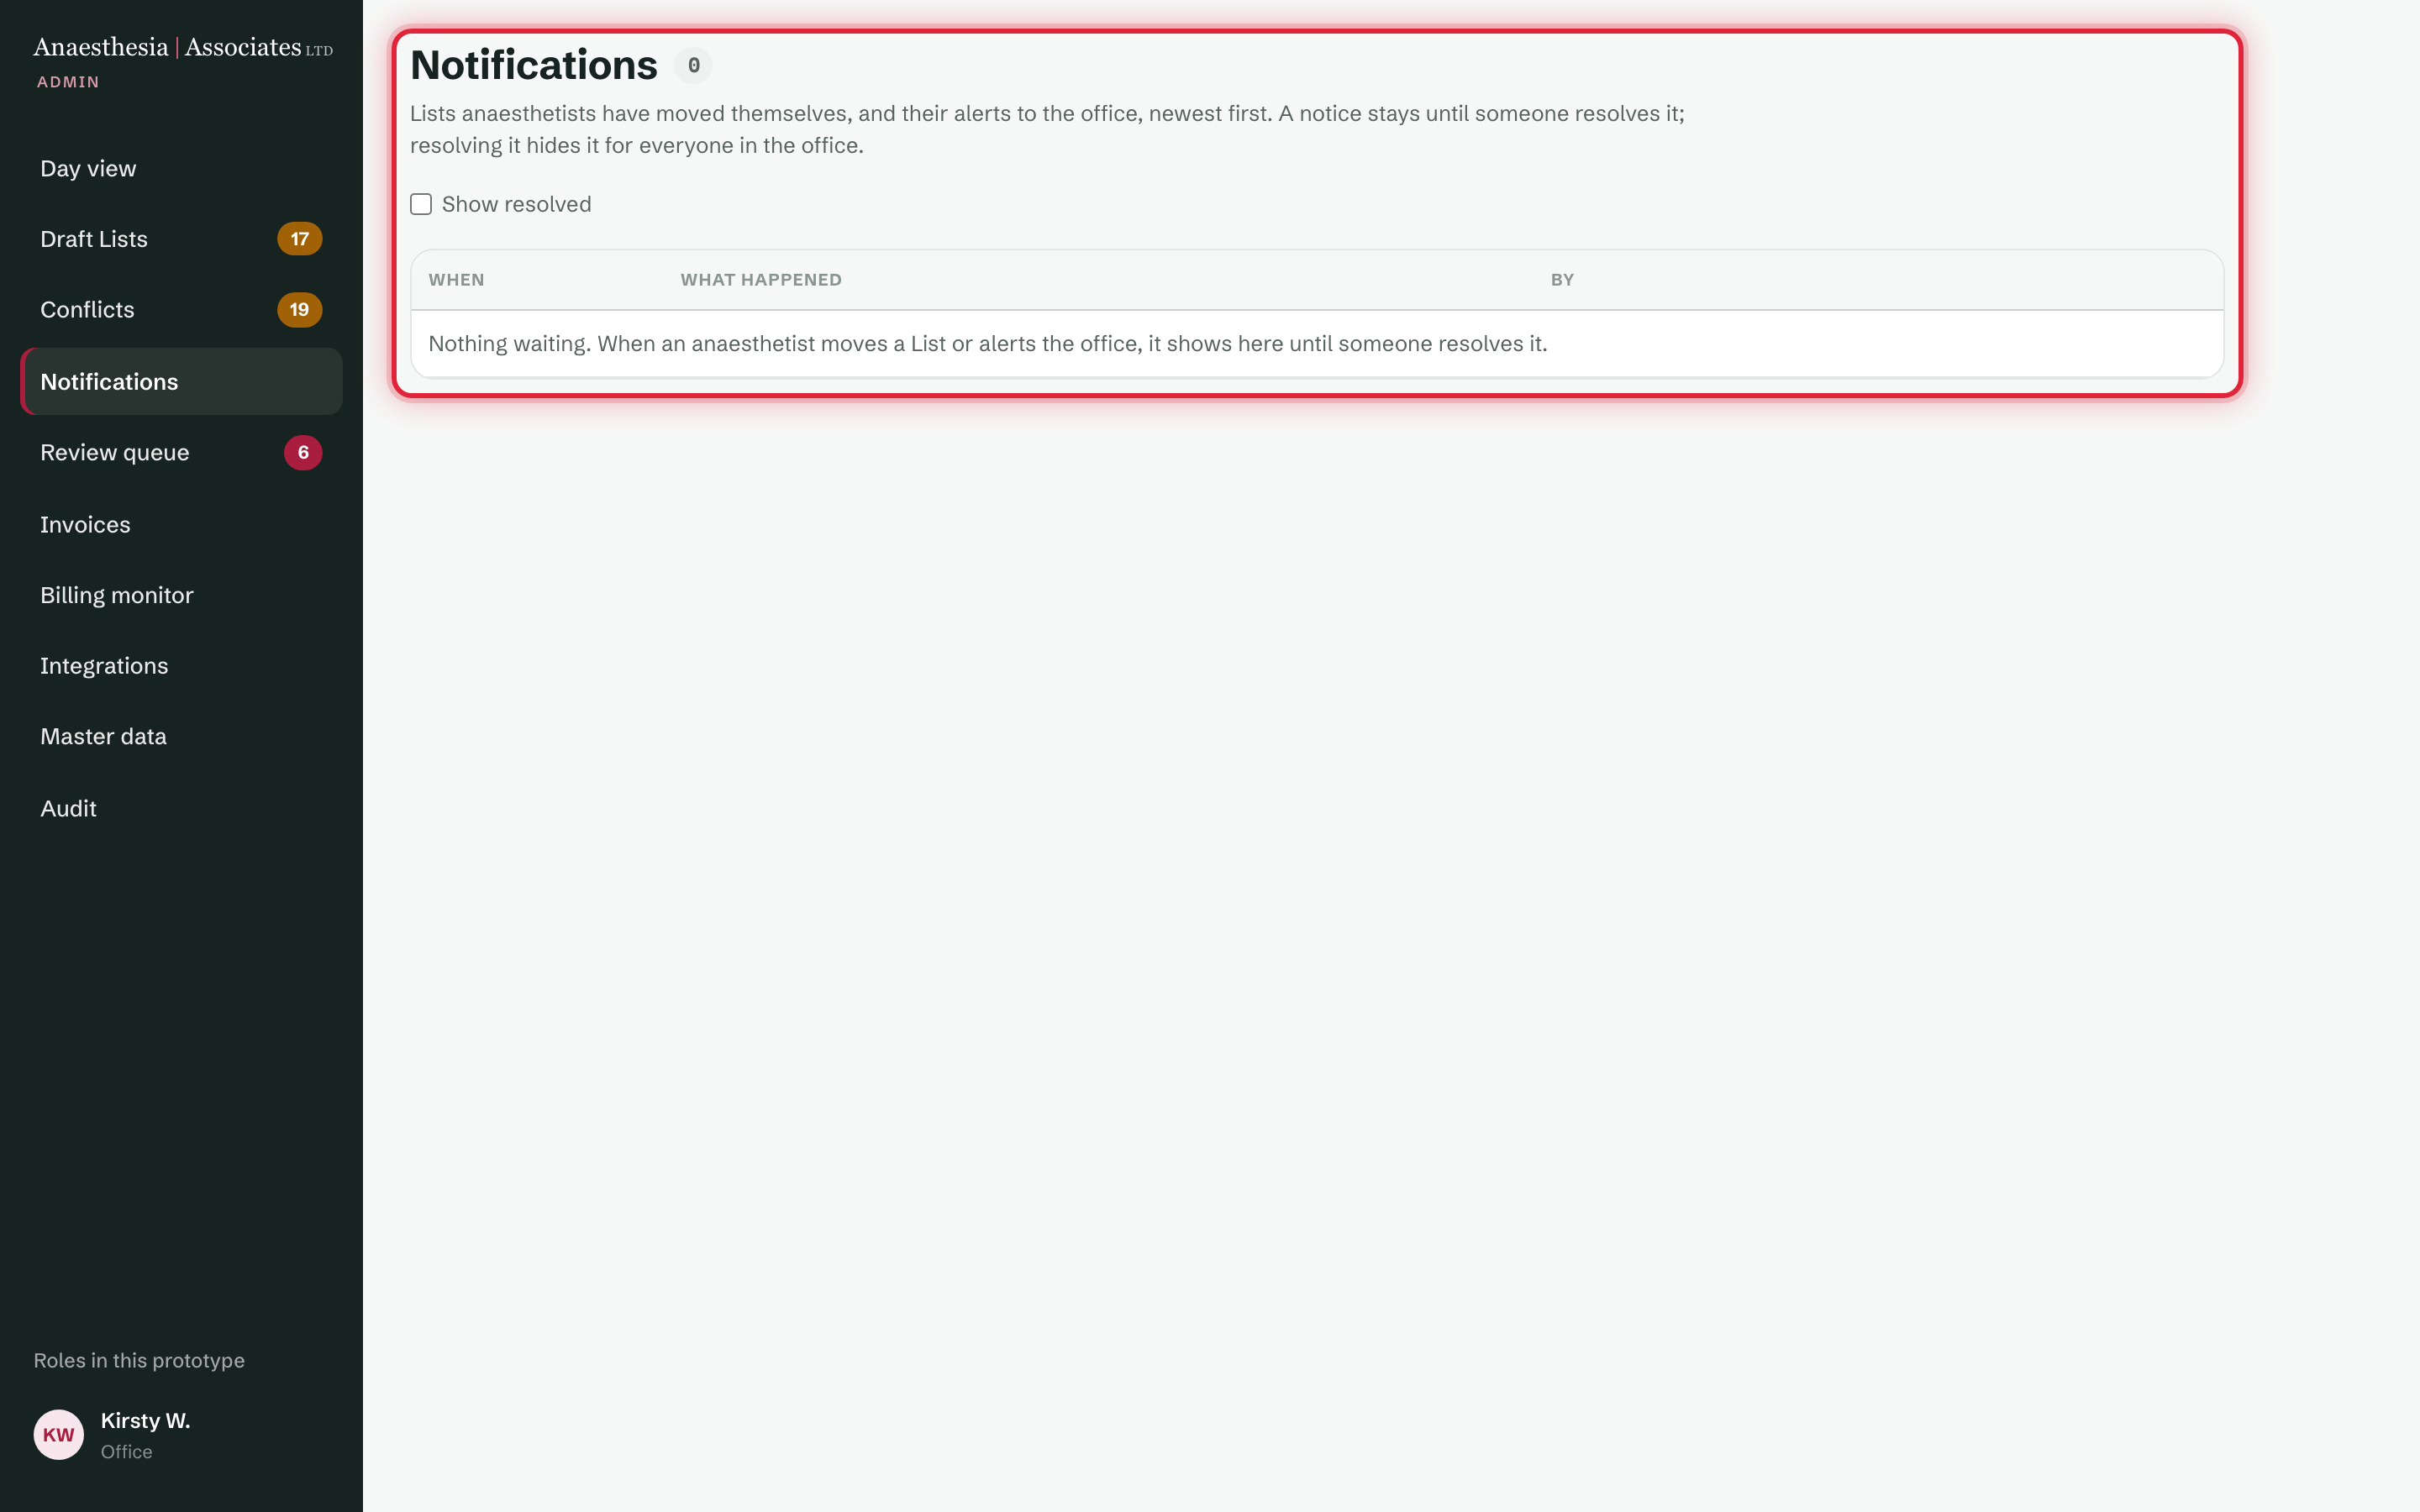 Anaesthesia | Associates LTD
ADMIN
Day view
Draft Lists 17
Conflicts 19
Notifications
Review queue 6
Invoices
Billing monitor
Integrations
Master data
Audit
Roles in this prototype
KW
Kirsty W.
Office
Notifications 0
Lists anaesthetists have moved themselves, and their alerts to the office, newest first. A notice stays until someone resolves it;
resolving it hides it for everyone in the office.
Show resolved
WHEN WHAT HAPPENED BY
Nothing waiting. When an anaesthetist moves a List or alerts the office, it shows here until someone resolves it.